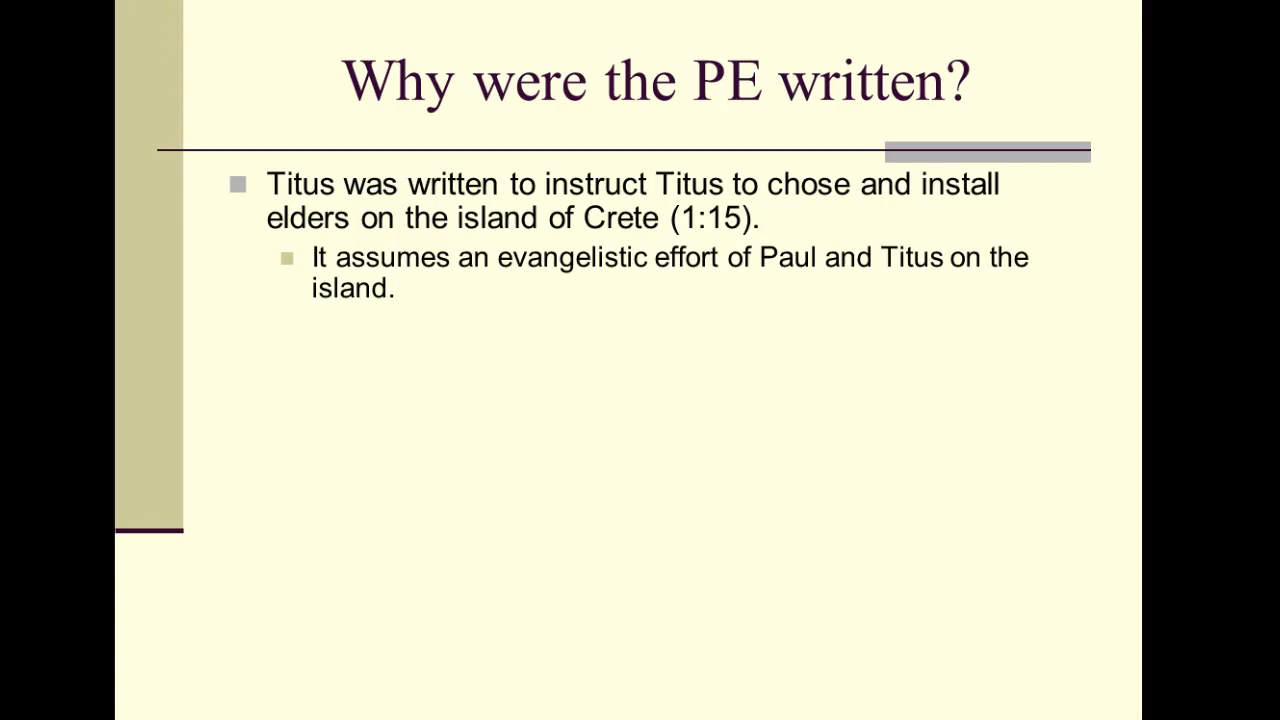 Why were the PE written?
Titus was written to instruct Titus to chose and install
elders on the island of Crete (1:15).
It assumes an evangelistic effort of Paul and Titus on the
island.